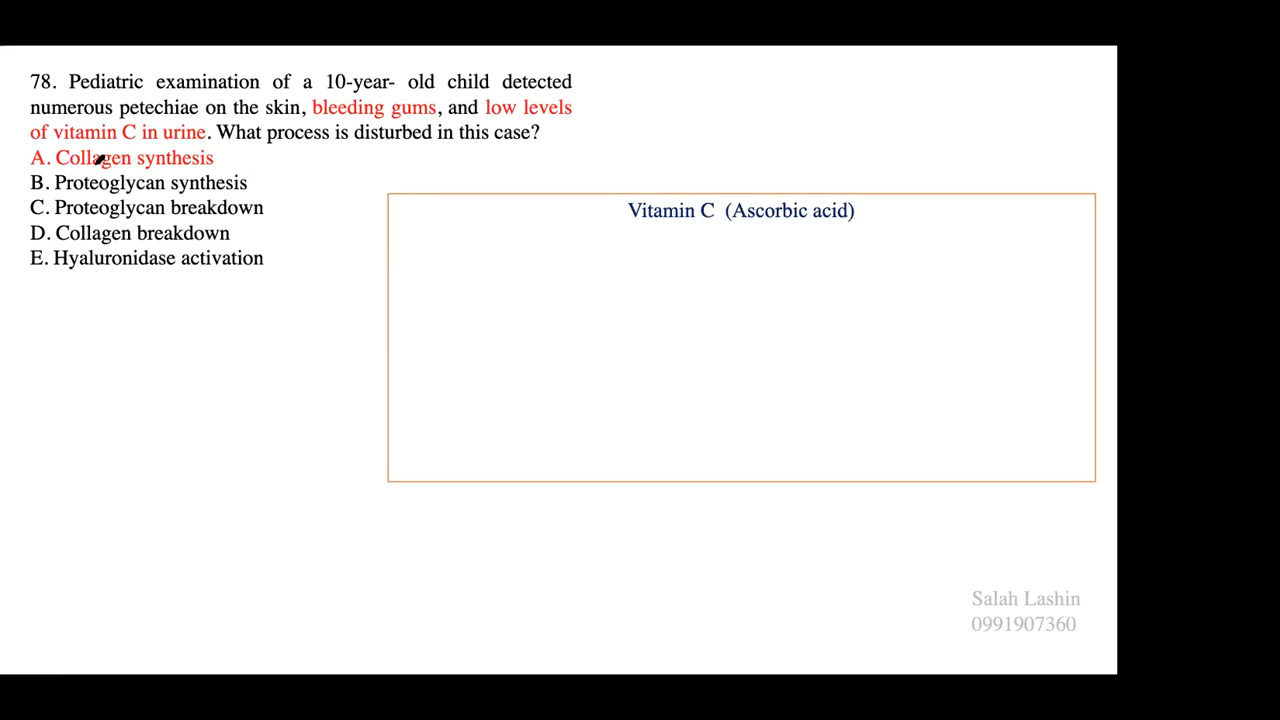 78. Pediatric examination of a 10-year- old child detected
numerous petechiae on the skin, bleeding gums, and low levels
of vitamin C in urine. What process is disturbed in this case?
A. Collagen synthesis
B. Proteoglycan synthesis
C. Proteoglycan breakdown
D. Collagen breakdown
E. Hyaluronidase activation
Vitamin C (Ascorbic acid)
Salah Lashin
0991907360